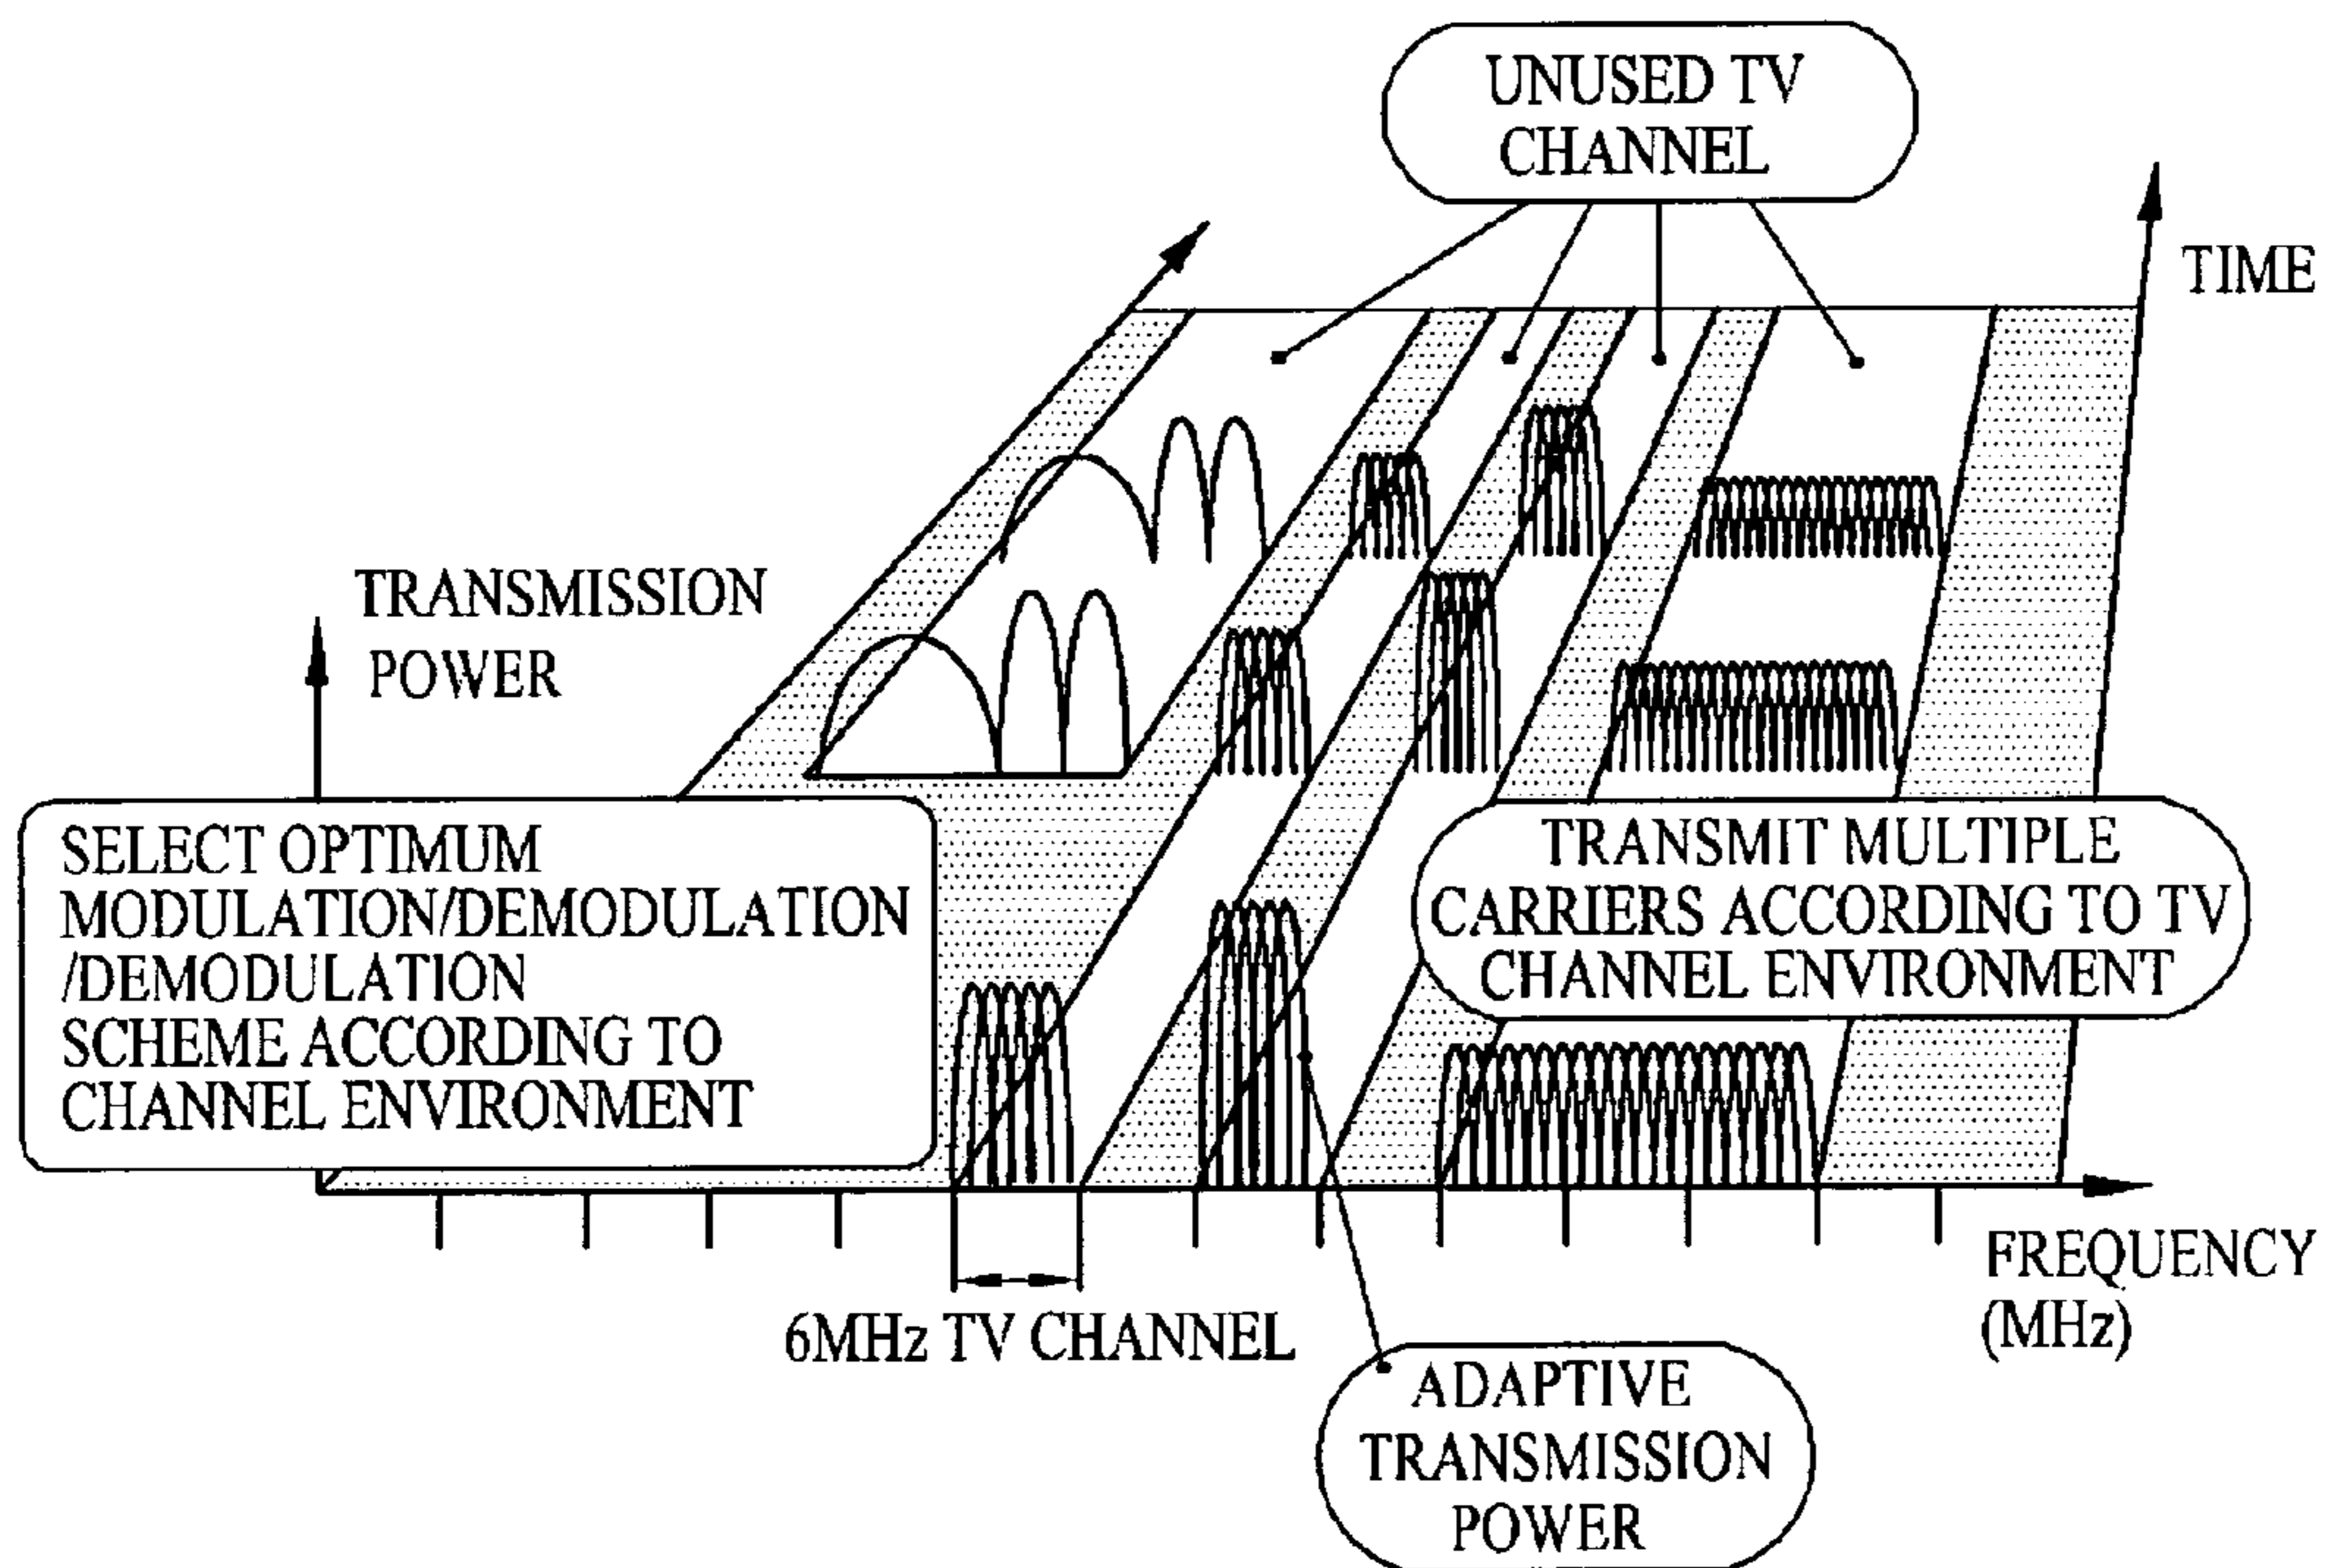 UNUSED TV
CHANNEL
TIME
TRANSMISSION
POWER
SELECT OPTIMUM
MODULATION/DEMODULATION
/DEMODULATION
SCHEME ACCORDING TO
CHANNEL ENVIRONMENT
TRANSMIT MULTIPLE
CARRIERS ACCORDING TO TV
CHANNEL ENVIRONMENT
FREQUENCY
(MHz)
6MHz TV CHANNEL
ADAPTIVE
TRANSMISSION
POWER